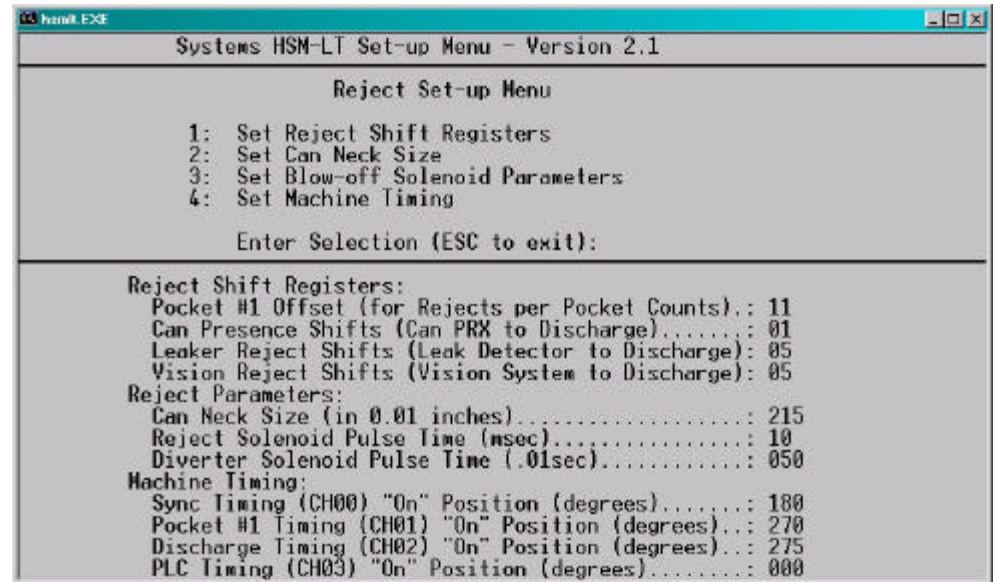 hsmlt.EXE
Systems HSM-LT Set-up Menu - Version 2.1
Reject Set-up Menu
1: Set Reject Shift Registers
2: Set Can Neck Size
3: Set Blow-off Solenoid Parameters
4: Set Machine Timing
Enter Selection (ESC to exit):
Reject Shift Registers:
Pocket #1 Offset (for Rejects per Pocket Counts).: 11
Can Presence Shifts (Can PRX to Discharge).......: 01
Leaker Reject Shifts (Leak Detector to Discharge): 05
Vision Reject Shifts (Vision System to Discharge): 05
Reject Parameters:
Can Neck Size (in 0.01 inches)...................: 215
Reject Solenoid Pulse Time (msec)................: 10
Diverter Solenoid Pulse Time (.01sec)............: 050
Machine Timing:
Sync Timing (CH00) "On" Position (degrees).......: 180
Pocket #1 Timing (CH01) "On" Position (degrees)..: 270
Discharge Timing (CH02) "On" Position (degrees)..: 275
PLC Timing (CH03) "On" Position (degrees)........: 000